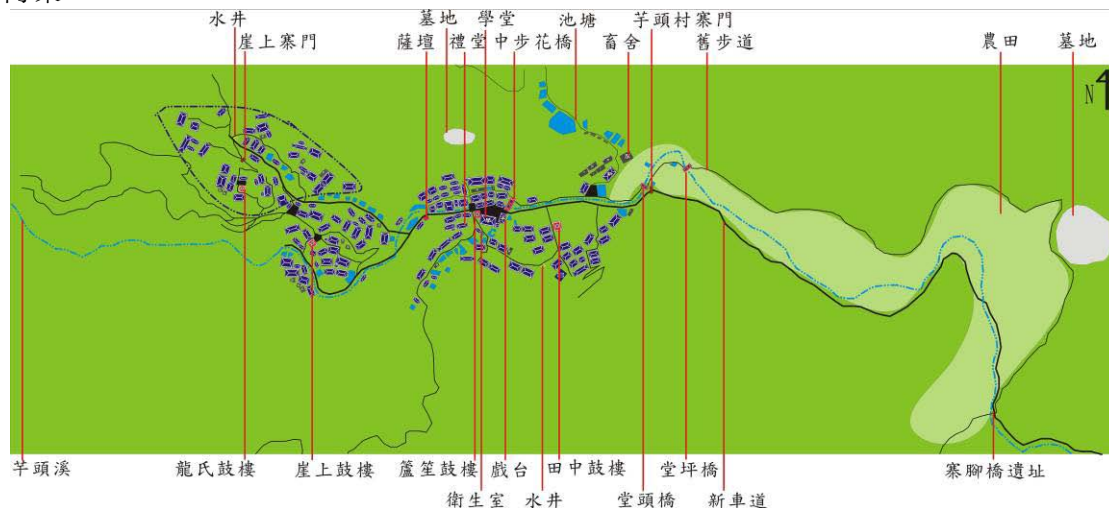 水井
墓地
學堂
池塘
芋頭村寨門
崖上寨門
薩壇
禮堂
中步花橋
畜舍
舊步道
農田
墓地
N
芋頭溪
龍氏鼓樓
崖上鼓樓
蘆笙鼓樓
戲台
田中鼓樓
堂坪橋
寨腳橋遺址
衛生室
水井
堂頭橋
新車道